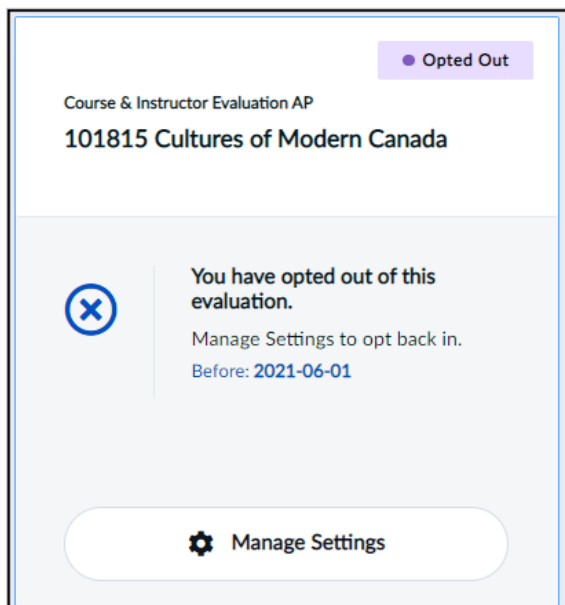 Opted Out
Course & Instructor Evaluation AP
101815 Cultures of Modern Canada
You have opted out of this
evaluation.
Manage Settings to opt back in.
Before: 2021-06-01
Manage Settings